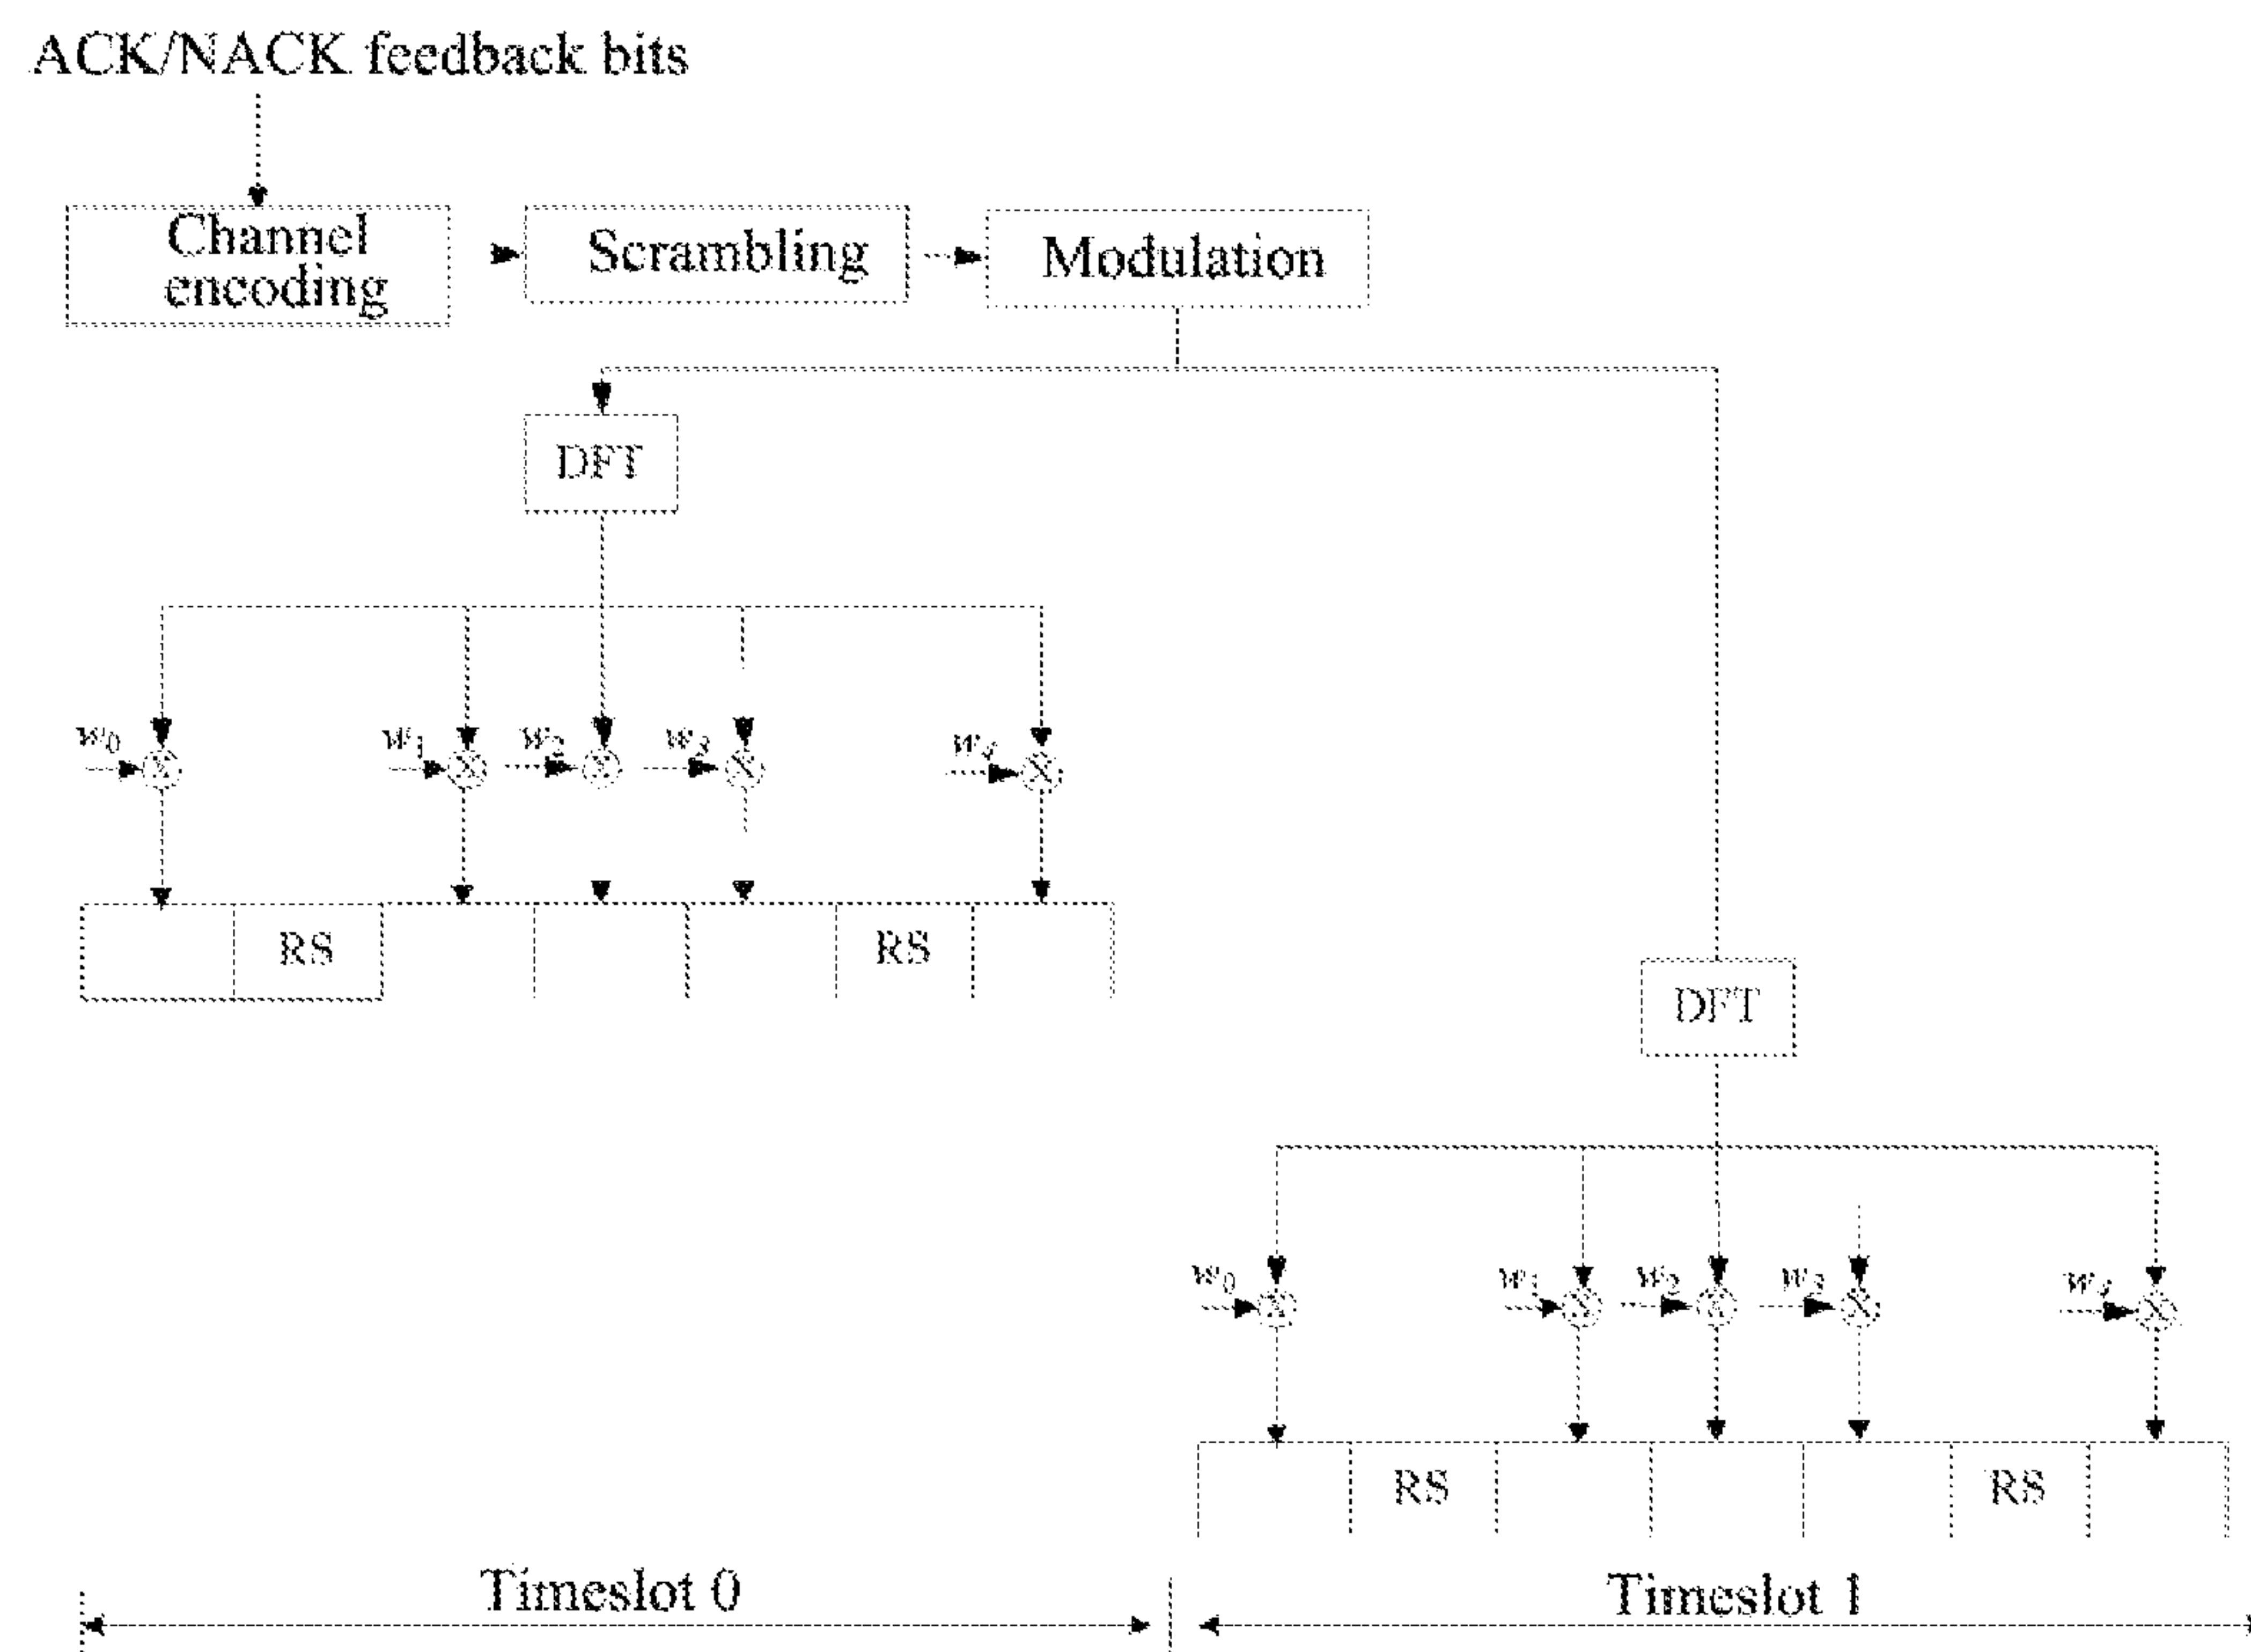 ACK/NACK feedback bits
Channel
encoding
Scrambling
Modulation
DFT
w0 w1 w2 w3 w4
RS RS
DFT
w0 w1 w2 w3 w4
RS RS
Timeslot 0 Timeslot 1